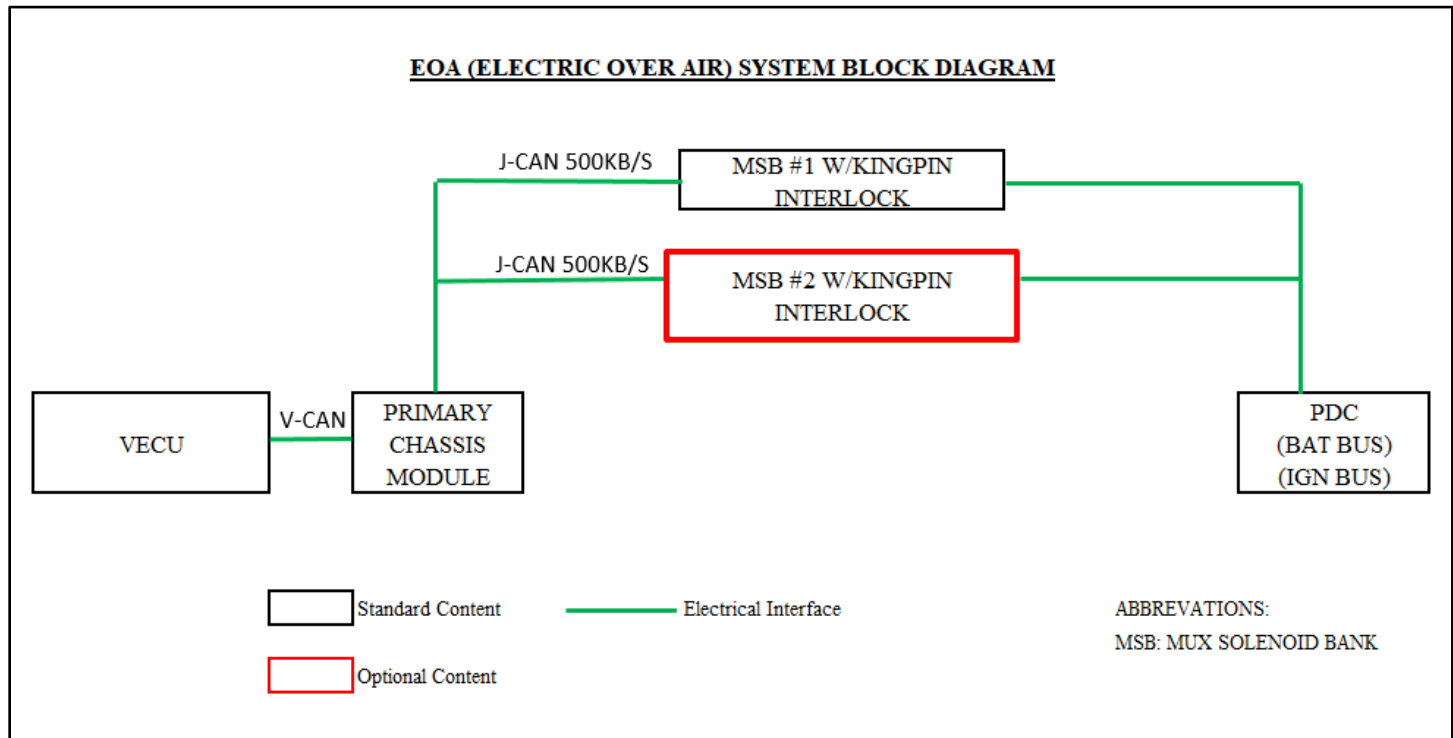 EOA (ELECTRIC OVER AIR) SYSTEM BLOCK DIAGRAM
J-CAN 500KB/S
MSB #1 W/KINGPIN
INTERLOCK
J-CAN 500KB/S
MSB #2 W/KINGPIN
INTERLOCK
VECU
V-CAN
PRIMARY
CHASSIS
MODULE
PDC
(BAT BUS)
(IGN BUS)
Standard Content
Electrical Interface
Optional Content
ABBREVATIONS:
MSB: MUX SOLENOID BANK